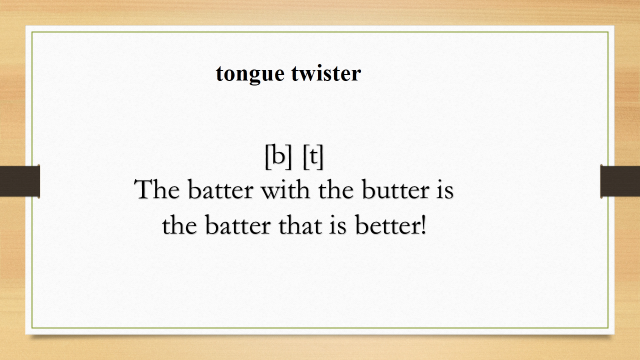 tongue twister
[b] [t]
The batter with the butter is
the batter that is better!